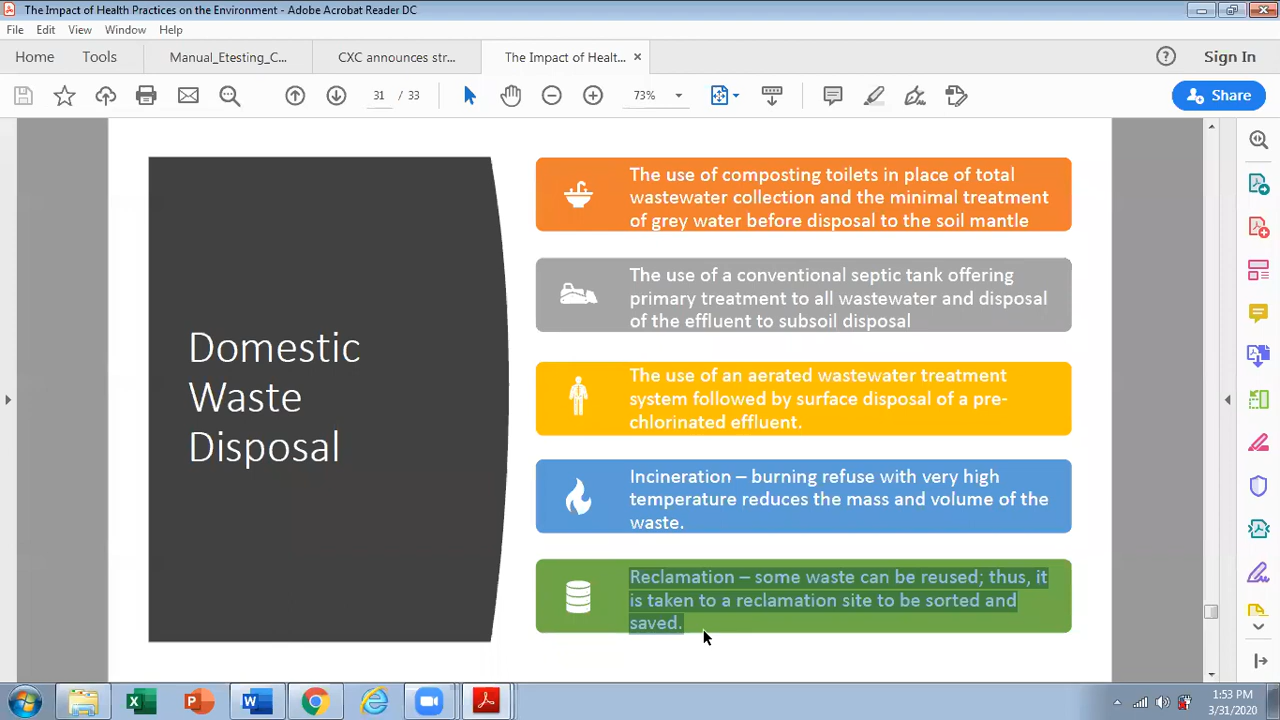 The Impact of Health Practices on the Environment - Adobe Acrobat Reader DC
File Edit View Window Help
Home Tools Manual_Etesting_C... CXC announces str... The Impact of Healt... ×
31 / 33 73% Share
? Sign In
Domestic
Waste
Disposal
The use of composting toilets in place of total
wastewater collection and the minimal treatment
of grey water before disposal to the soil mantle
The use of a conventional septic tank offering
primary treatment to all wastewater and disposal
of the effluent to subsoil disposal
The use of an aerated wastewater treatment
system followed by surface disposal of a pre-
chlorinated effluent.
Incineration – burning refuse with very high
temperature reduces the mass and volume of the
waste.
Reclamation – some waste can be reused; thus, it
is taken to a reclamation site to be sorted and
saved.
1:53 PM
3/31/2020